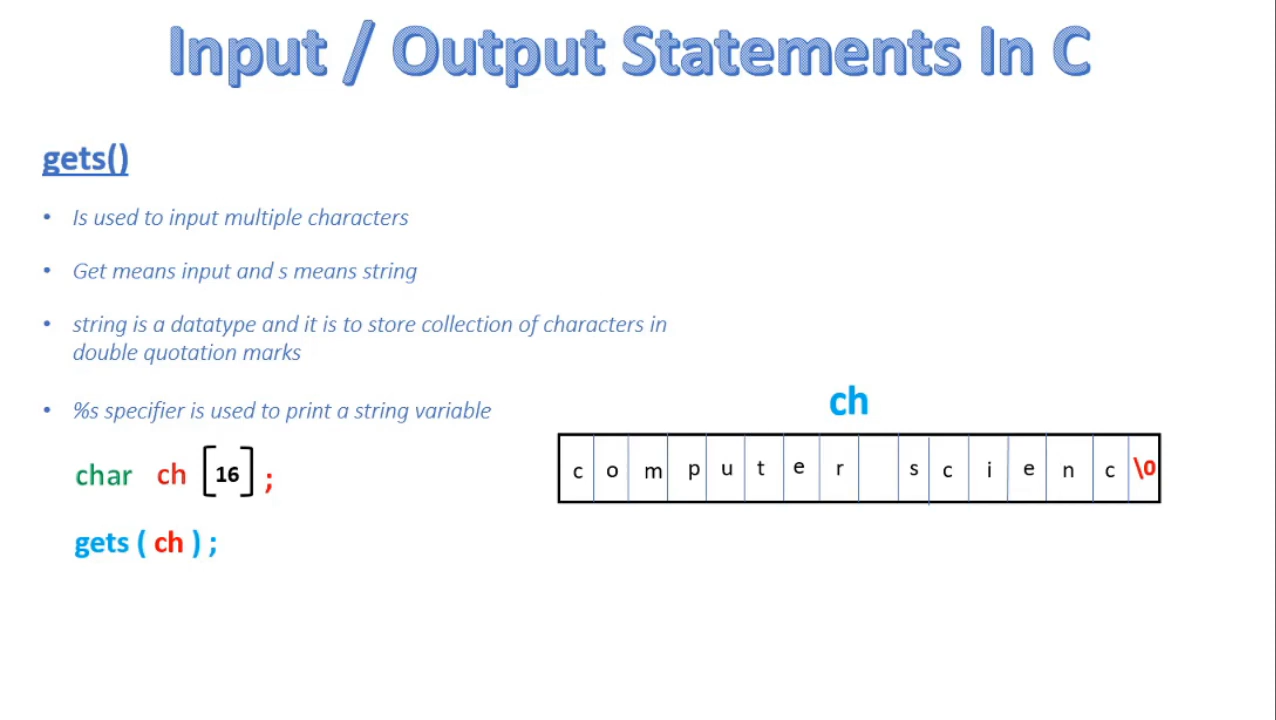 Input / Output Statements In C
gets()
• Is used to input multiple characters
• Get means input and s means string
• string is a datatype and it is to store collection of characters in
double quotation marks
• %s specifier is used to print a string variable
char ch [16] ;
gets ( ch ) ;
ch
c o m p u t e r s c i e n c \0